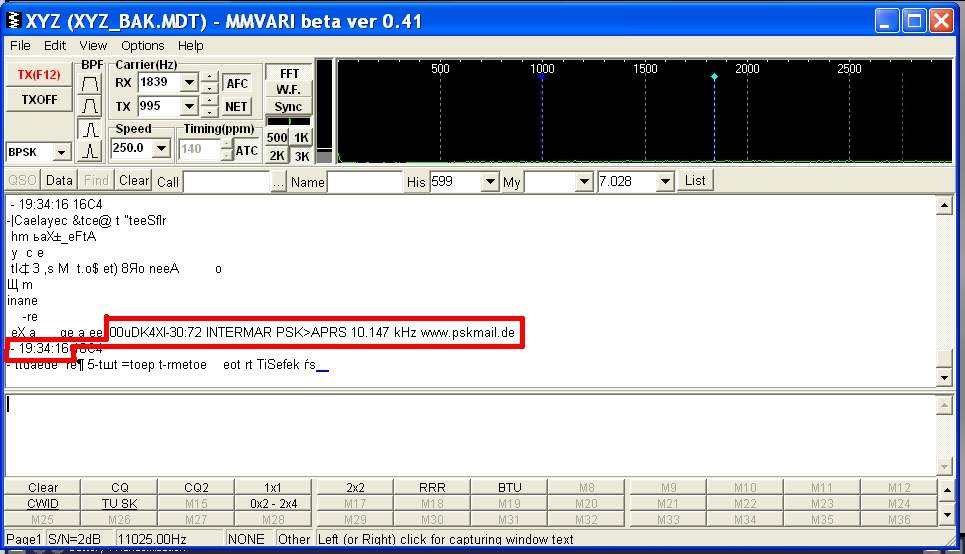 XYZ (XYZ_BAK.MDT) - MMVARI beta ver 0.41
File Edit View Options Help
TX(F12)
TXOFF
BPSK
BPF
Carrier(Hz)
RX 1839 AFC
TX 995 NET
Speed Timing(ppm)
250.0 140 ATC
FFT
W.F.
Sync
500 1K
2K 3K
500 1000 1500 2000 2500
QSO Data Find Clear Call ... Name His 599 My 7.028 List
- 19:34:16 16C4
-|Caelayec &tce@ t "teeSflr
hm ьaX±_eFtA
y c e
tl‡ 3 ,s M t.o$ et) 8Яo neeA o
Щ m
inane
-re
eX a ge a ee 00uDK4XI-30:72 INTERMAR PSK>APRS 10.147 kHz www.pskmail.de
- 19:34:16 16C4
5-tшt =toep t-rmetoe eot rt TiSefek ŕs
Clear CQ CQ2 1x1 2x2 RRR BTU M8 M9 M10 M11 M12
CWID TU SK M15 0x2 - 2x4 M17 M18 M19 M20 M21 M22 M23 M24
M25 M26 M27 M28 M29 M30 M31 M32 M33 M34 M35 M36
Page1 S/N=2dB 11025.00Hz NONE Other Left (or Right) click for capturing window text